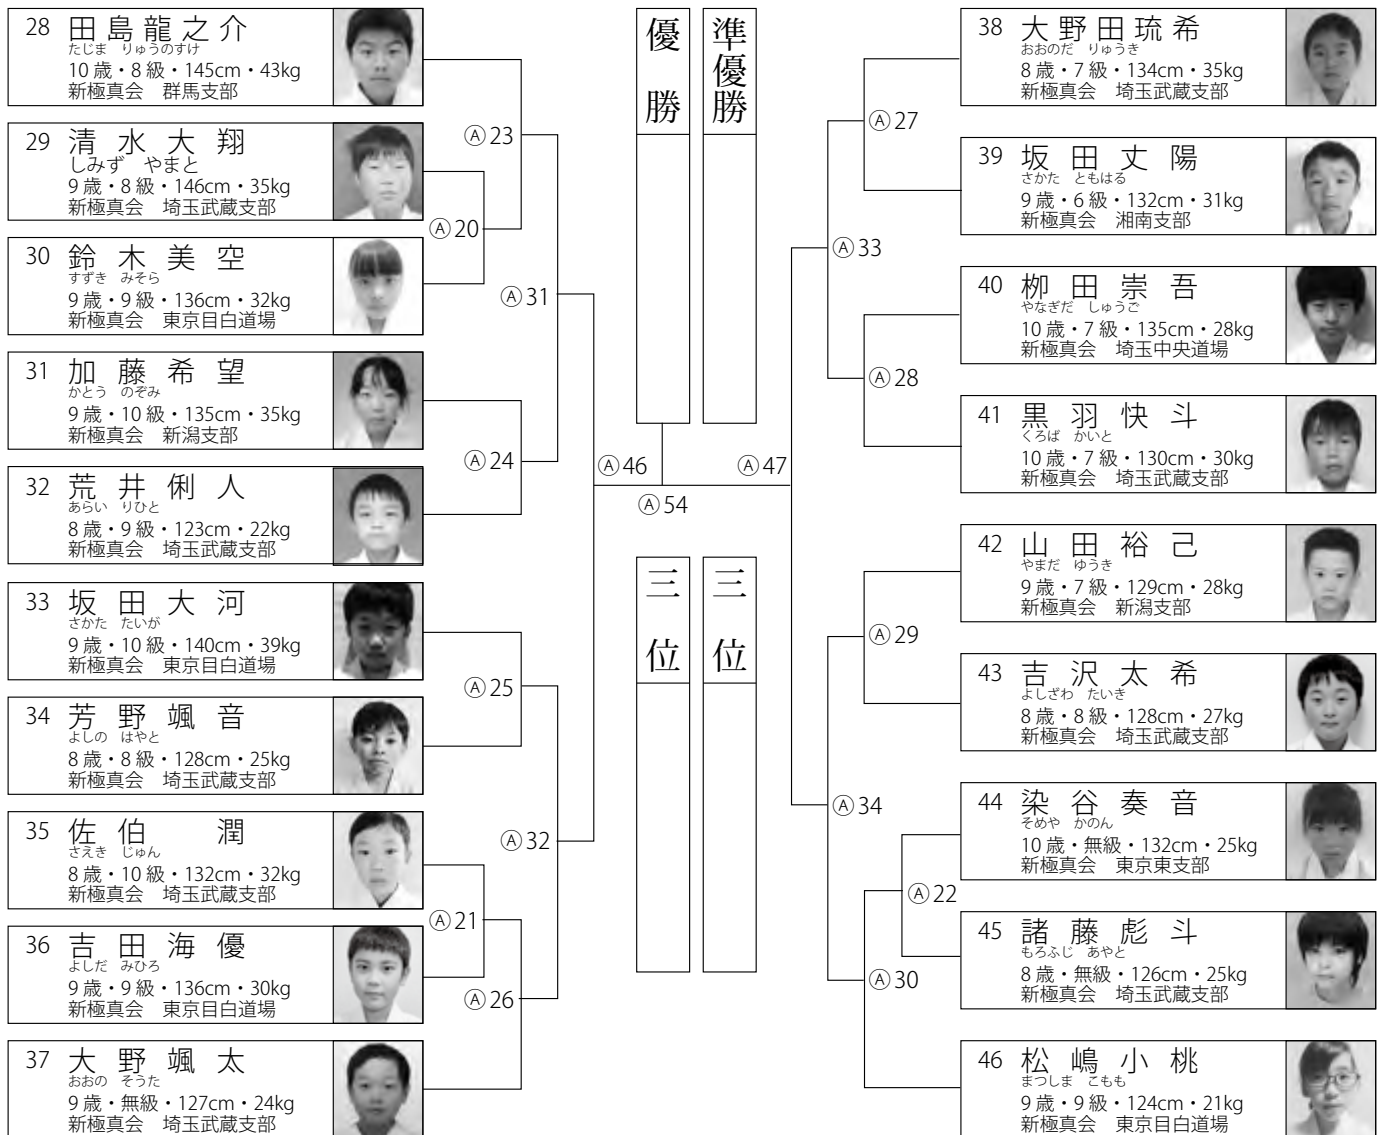 28 田島龍之介
たじま りゅうのすけ
10歳・8級・145cm・43kg
新極真会 群馬支部
29 清水大翔
しみず やまと
9歳・8級・146cm・35kg
新極真会 埼玉武蔵支部
30 鈴木美空
すずき みそら
9歳・9級・136cm・32kg
新極真会 東京目白道場
31 加藤希望
かとう のぞみ
9歳・10級・135cm・35kg
新極真会 新潟支部
32 荒井俐人
あらい りひと
8歳・9級・123cm・22kg
新極真会 埼玉武蔵支部
33 坂田大河
さかた たいが
9歳・10級・140cm・39kg
新極真会 東京目白道場
34 芳野颯音
よしの はやと
8歳・8級・128cm・25kg
新極真会 埼玉武蔵支部
35 佐伯 潤
さえき じゅん
8歳・10級・132cm・32kg
新極真会 埼玉武蔵支部
36 吉田海優
よしだ みひろ
9歳・9級・136cm・30kg
新極真会 東京目白道場
37 大野颯太
おおの そうた
9歳・無級・127cm・24kg
新極真会 埼玉武蔵支部
Ⓐ23
Ⓐ20
Ⓐ31
Ⓐ24
Ⓐ46
Ⓐ25
Ⓐ32
Ⓐ21
Ⓐ26
優勝
準優勝
Ⓐ54
三位
三位
Ⓐ47
Ⓐ27
Ⓐ33
Ⓐ28
Ⓐ29
Ⓐ34
Ⓐ22
Ⓐ30
38 大野田琉希
おおのだ りゅうき
8歳・7級・134cm・35kg
新極真会 埼玉武蔵支部
39 坂田丈陽
さかた ともはる
9歳・6級・132cm・31kg
新極真会 湘南支部
40 栁田崇吾
やなぎだ しゅうご
10歳・7級・135cm・28kg
新極真会 埼玉中央道場
41 黒羽快斗
くろば かいと
10歳・7級・130cm・30kg
新極真会 埼玉武蔵支部
42 山田裕己
やまだ ゆうき
9歳・7級・129cm・28kg
新極真会 新潟支部
43 吉沢太希
よしざわ たいき
8歳・8級・128cm・27kg
新極真会 埼玉武蔵支部
44 染谷奏音
そめや かのん
10歳・無級・132cm・25kg
新極真会 東京東支部
45 諸藤彪斗
もろふじ あやと
8歳・無級・126cm・25kg
新極真会 埼玉武蔵支部
46 松嶋小桃
まつしま こもも
9歳・9級・124cm・21kg
新極真会 東京目白道場